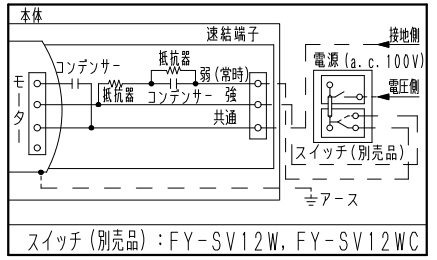 本体
速結端子
接地側
抵抗器
電源(a.c.100V)
コンデンサー
弱(常時)
電圧側
モーター
抵抗器
コンデンサー
強
共通
スイッチ(別売品)
アース
スイッチ(別売品):FY-SV12W, FY-SV12WC